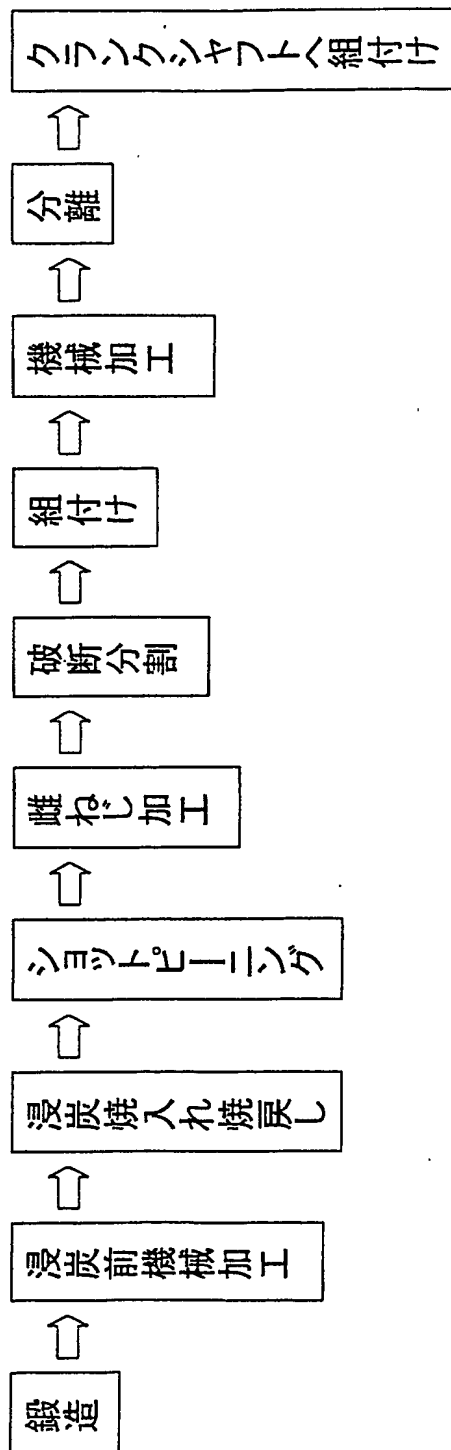 鍛造
浸炭前機械加工
浸炭焼入れ焼戻し
ショットピーニング
雌ねじ加工
破断分割
組付け
機械加工
分離
クランクシャフトへ組付け